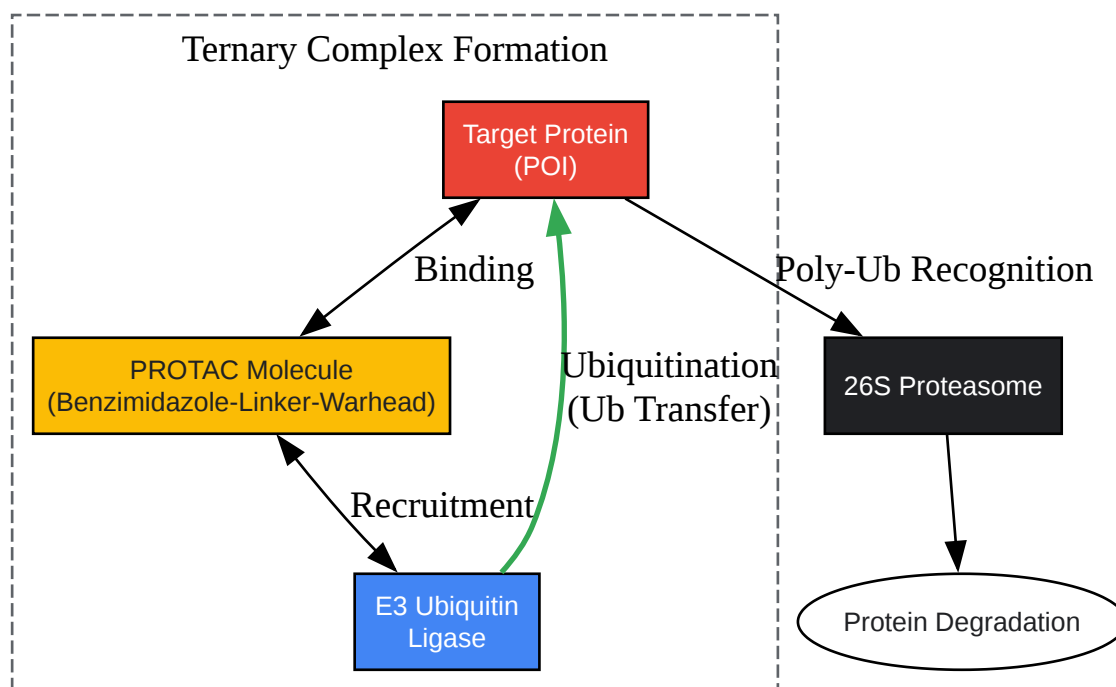 Ternary Complex Formation
Target Protein
(POI)
Binding
Poly-Ub Recognition
PROTAC Molecule
(Benzimidazole-Linker-Warhead)
Ubiquitination
(Ub Transfer)
26S Proteasome
Recruitment
E3 Ubiquitin
Ligase
Protein Degradation